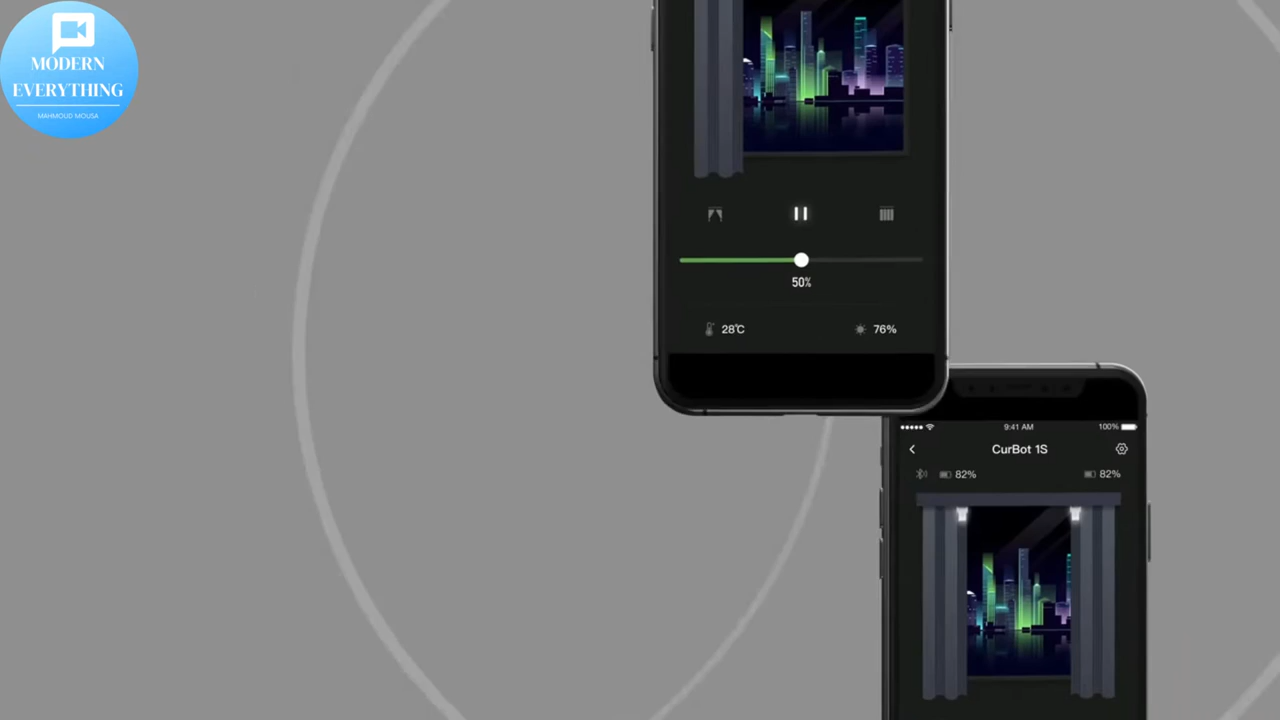 MODERN
EVERYTHING
MAHMOUD MOUSA
50%
28℃
76%
9:41 AM
100%
CurBot 1S
82%
82%